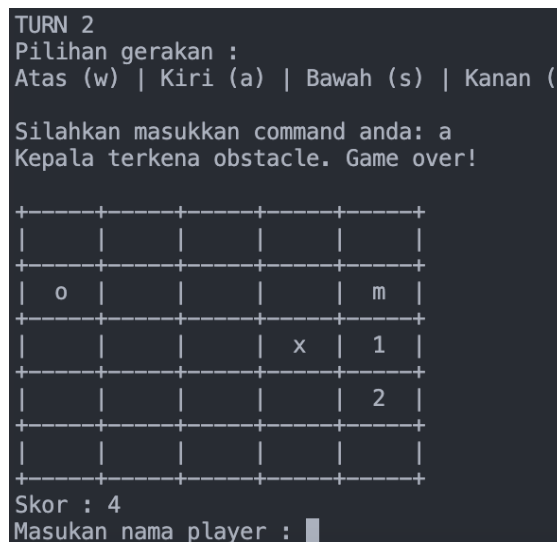 TURN 2
Pilihan gerakan :
Atas (w) | Kiri (a) | Bawah (s) | Kanan (
Silahkan masukkan command anda: a
Kepala terkena obstacle. Game over!
o m
x 1
2
Skor : 4
Masukan nama player :